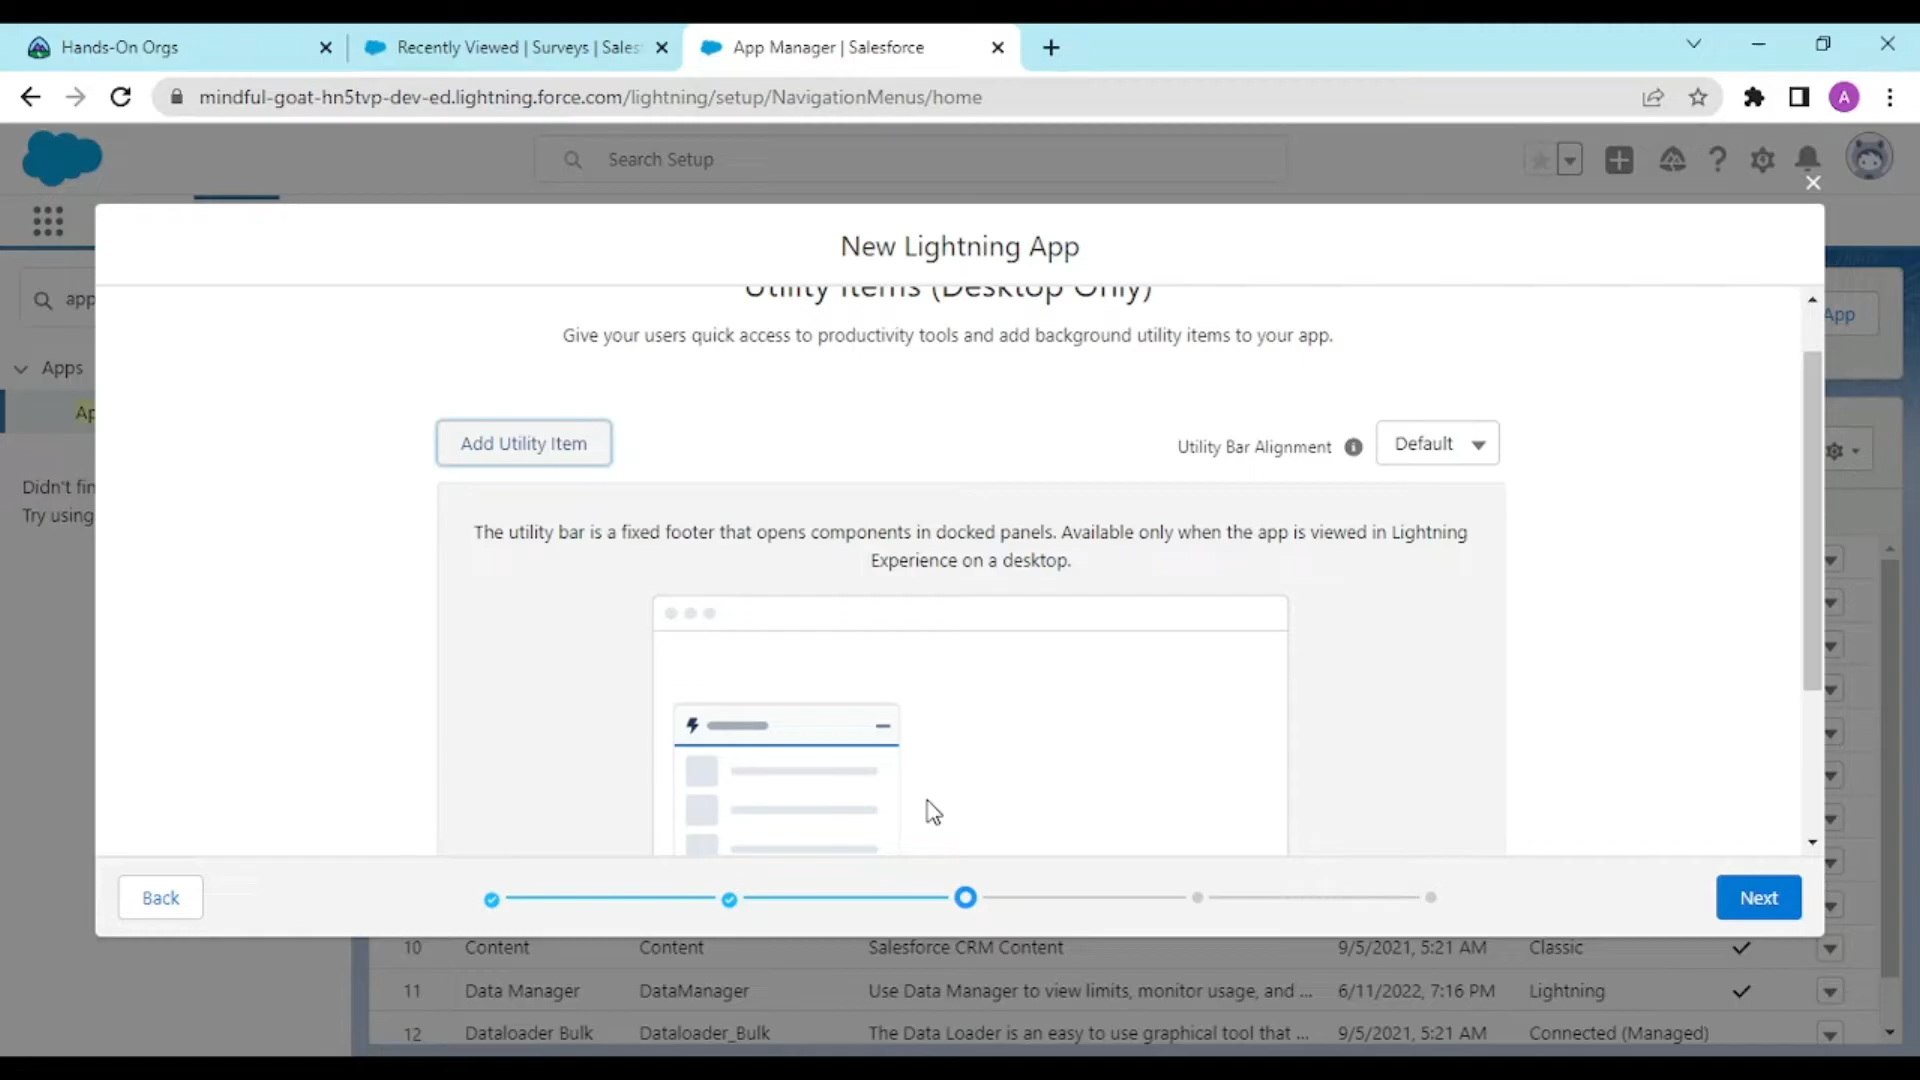 Hands-On Orgs
Recently Viewed | Surveys | Sales
App Manager | Salesforce
mindful-goat-hn5tvp-dev-ed.lightning.force.com/lightning/setup/NavigationMenus/home
A
Search Setup
New Lightning App
app
App
Utility Items (Desktop Only)
Give your users quick access to productivity tools and add background utility items to your app.
Apps
Ap
Add Utility Item
Utility Bar Alignment
Default
Didn't fin
Try using
The utility bar is a fixed footer that opens components in docked panels. Available only when the app is viewed in Lightning
Experience on a desktop.
Back
Next
10 Content Content Salesforce CRM Content 9/5/2021, 5:21 AM Classic
11 Data Manager DataManager Use Data Manager to view limits, monitor usage, and ... 6/11/2022, 7:16 PM Lightning
12 Dataloader Bulk Dataloader_Bulk The Data Loader is an easy to use graphical tool that ... 9/5/2021, 5:21 AM Connected (Managed)